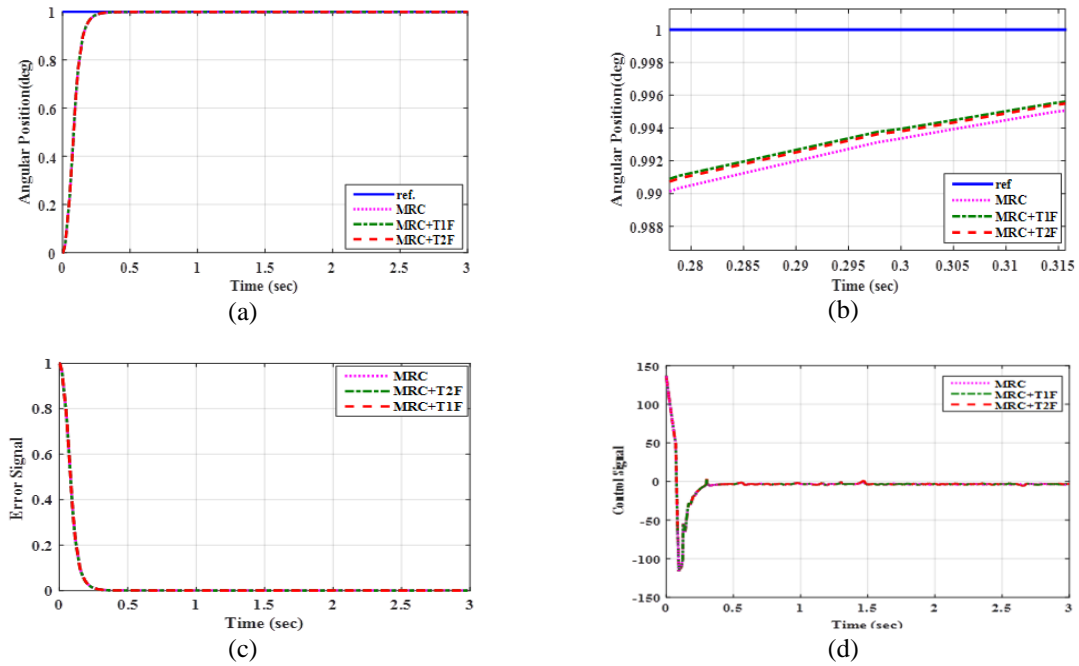 1
0.8
0.6
0.4
0.2
0
Angular Position(deg)
ref.
MRC
MRC+T1F
MRC+T2F
0 0.5 1 1.5 2 2.5 3
Time (sec)
(a)
1
0.998
0.996
0.994
0.992
0.99
0.988
Angular Position(deg)
ref
MRC
MRC+T1F
MRC+T2F
0.28 0.285 0.29 0.295 0.3 0.305 0.31 0.315
Time (sec)
(b)
1
0.8
0.6
0.4
0.2
0
Error Signal
MRC
MRC+T2F
MRC+T1F
0 0.5 1 1.5 2 2.5 3
Time (sec)
(c)
150
100
50
0
-50
-100
-150
Control Signal
MRC
MRC+T1F
MRC+T2F
0 0.5 1 1.5 2 2.5 3
Time (sec)
(d)